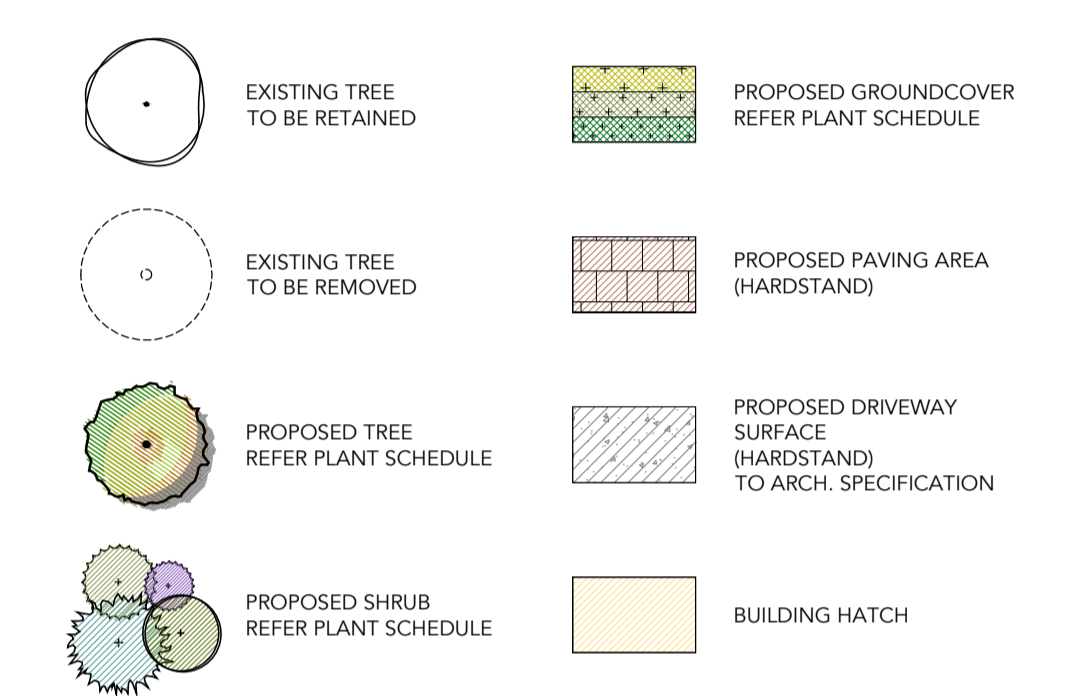 EXISTING TREE
TO BE RETAINED
EXISTING TREE
TO BE REMOVED
PROPOSED TREE
REFER PLANT SCHEDULE
PROPOSED SHRUB
REFER PLANT SCHEDULE
PROPOSED GROUNDCOVER
REFER PLANT SCHEDULE
PROPOSED PAVING AREA
(HARDSTAND)
PROPOSED DRIVEWAY
SURFACE
(HARDSTAND)
TO ARCH. SPECIFICATION
BUILDING HATCH